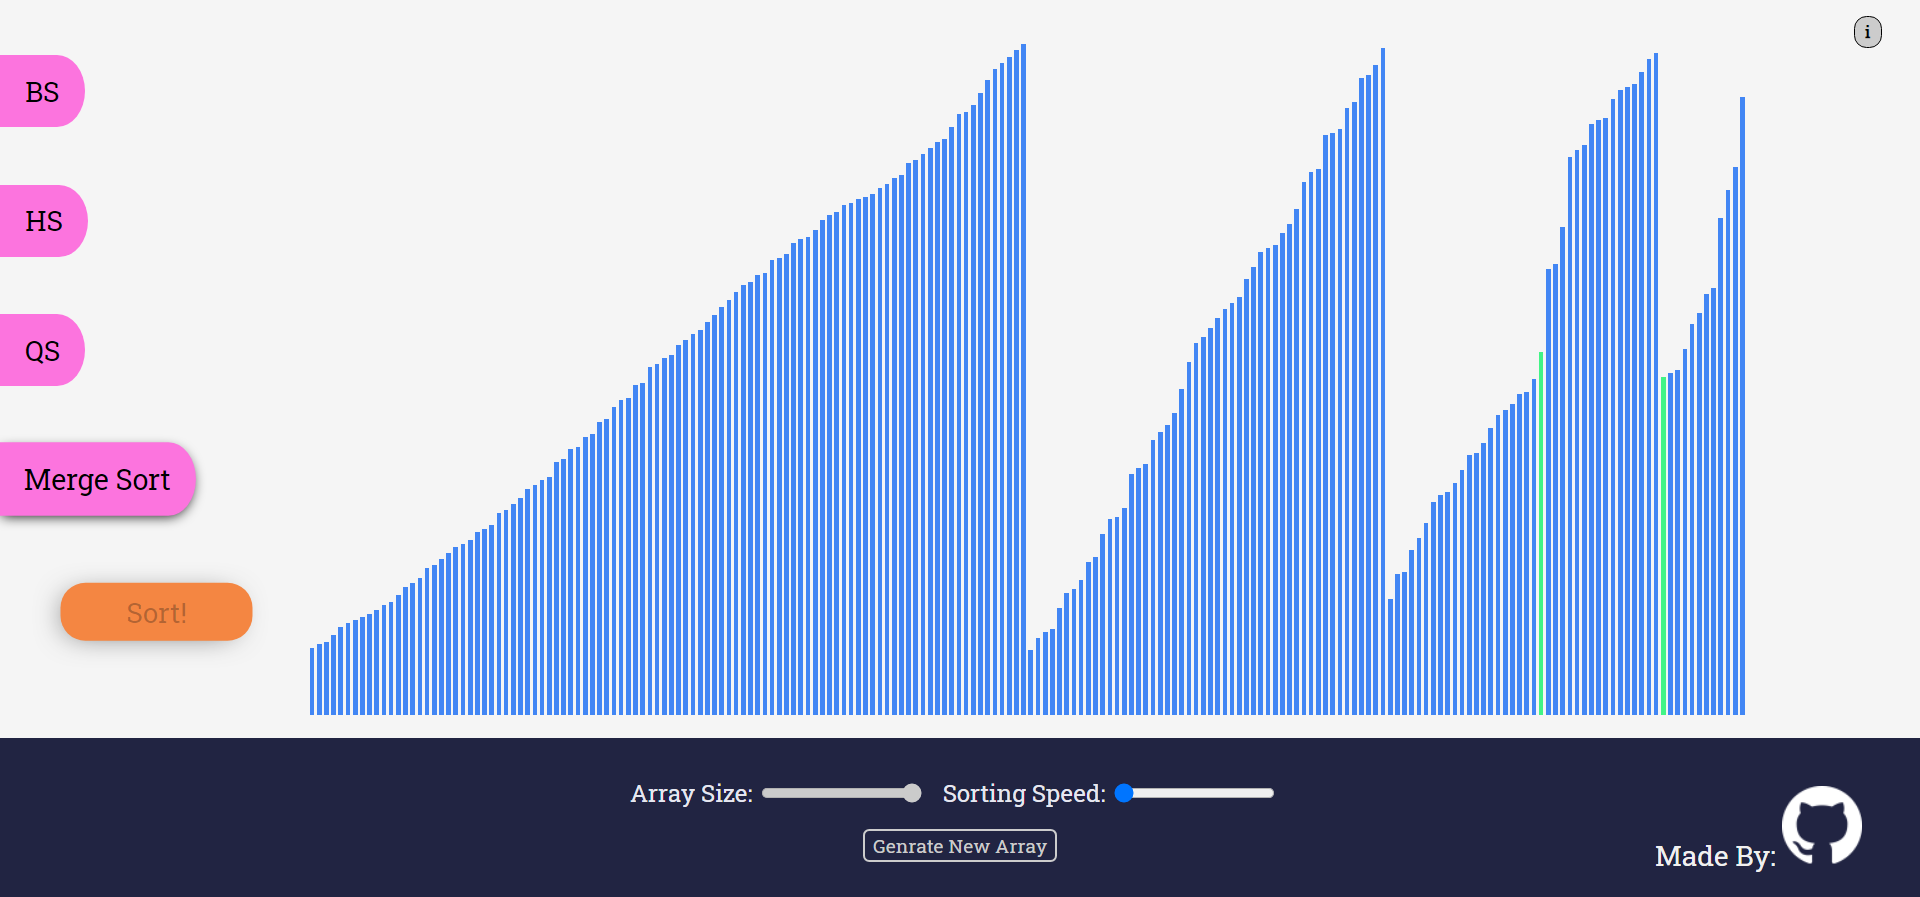 i
BS
HS
QS
Merge Sort
Sort!
Array Size:
Sorting Speed:
Genrate New Array
Made By: